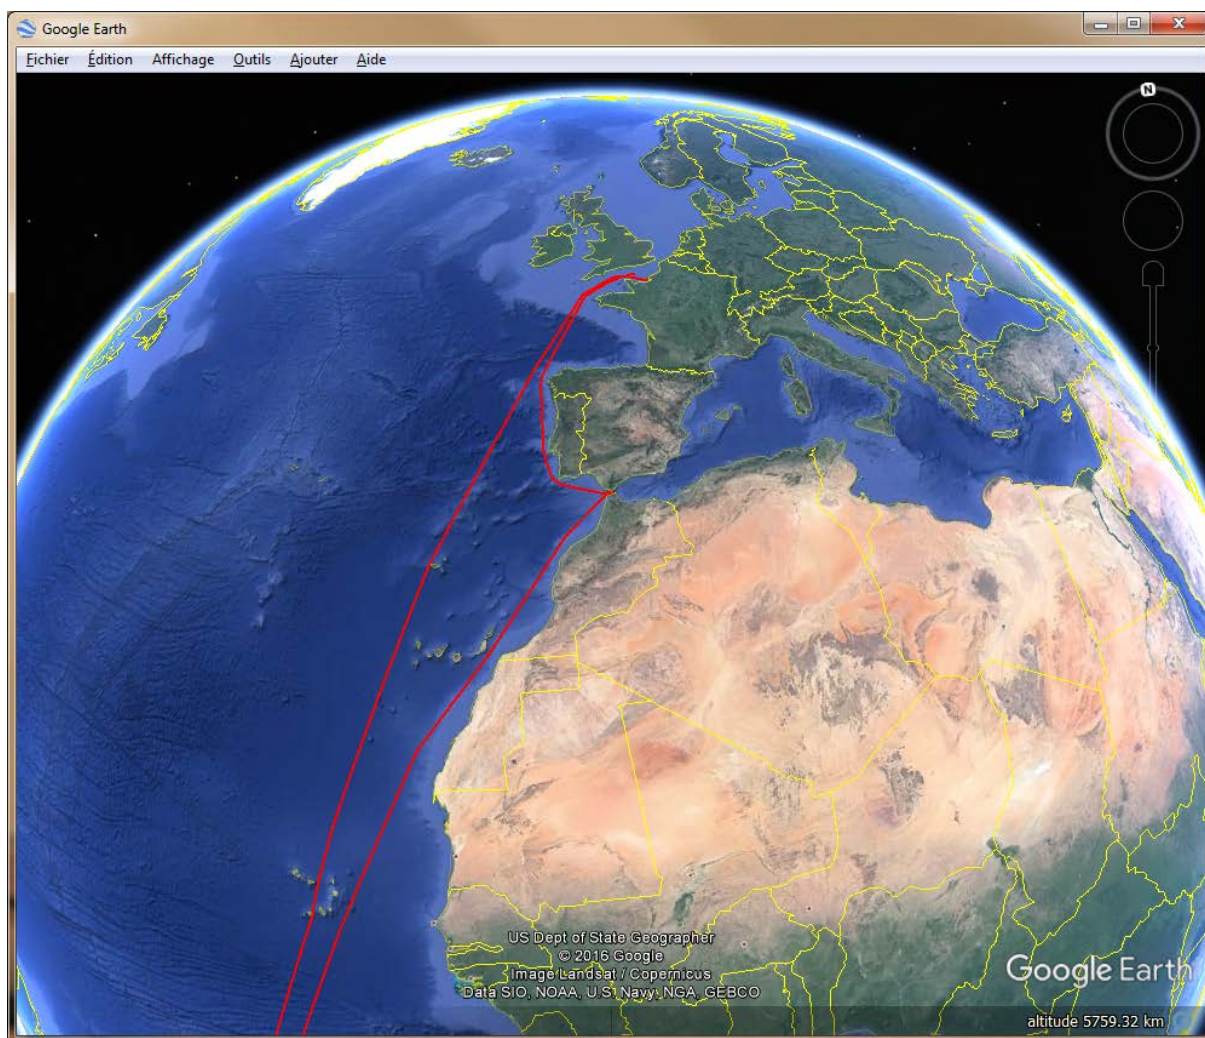 Google Earth
Fichier Édition Affichage Outils Ajouter Aide
N
US Dept of State Geographer
© 2016 Google
Image Landsat / Copernicus
Data SIO, NOAA, U.S. Navy, NGA, GEBCO
Google Earth
altitude 5759.32 km